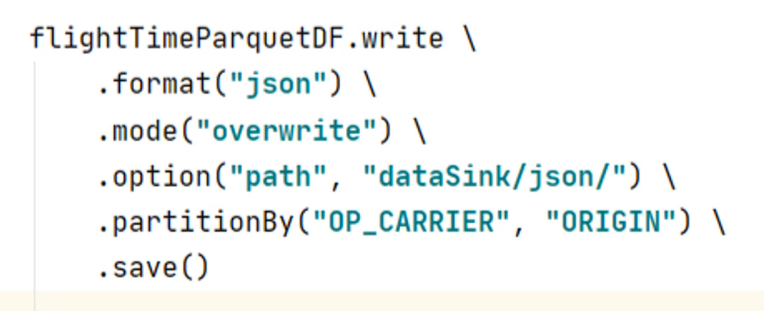 flightTimeParquetDF.write \
.format("json") \
.mode("overwrite") \
.option("path", "dataSink/json/") \
.partitionBy("OP_CARRIER", "ORIGIN") \
.save()